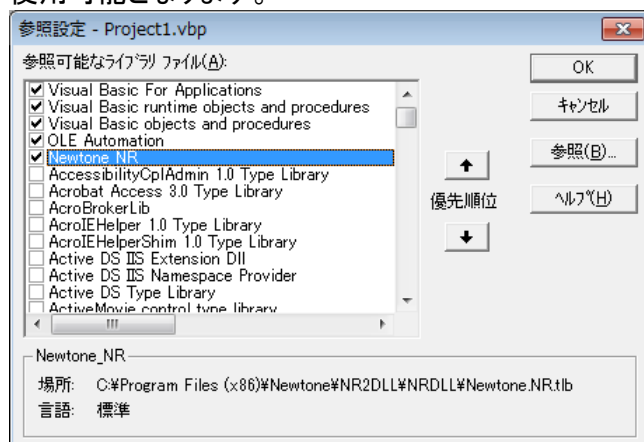 使用可能となります。
参照設定 - Project1.vbp
参照可能なライブラリ ファイル(A):
Visual Basic For Applications
Visual Basic runtime objects and procedures
Visual Basic objects and procedures
OLE Automation
Newtone_NR
AccessibilityCplAdmin 1.0 Type Library
Acrobat Access 3.0 Type Library
AcroBrokerLib
AcroIEHelper 1.0 Type Library
AcroIEHelperShim 1.0 Type Library
Active DS IIS Extension Dll
Active DS IIS Namespace Provider
Active DS Type Library
ActiveMovie control type library
優先順位
OK
キャンセル
参照(B)...
ヘルプ(H)
Newtone_NR
場所: C:¥Program Files (x86)¥Newtone¥NR2DLL¥NRDLL¥Newtone.NR.tlb
言語: 標準